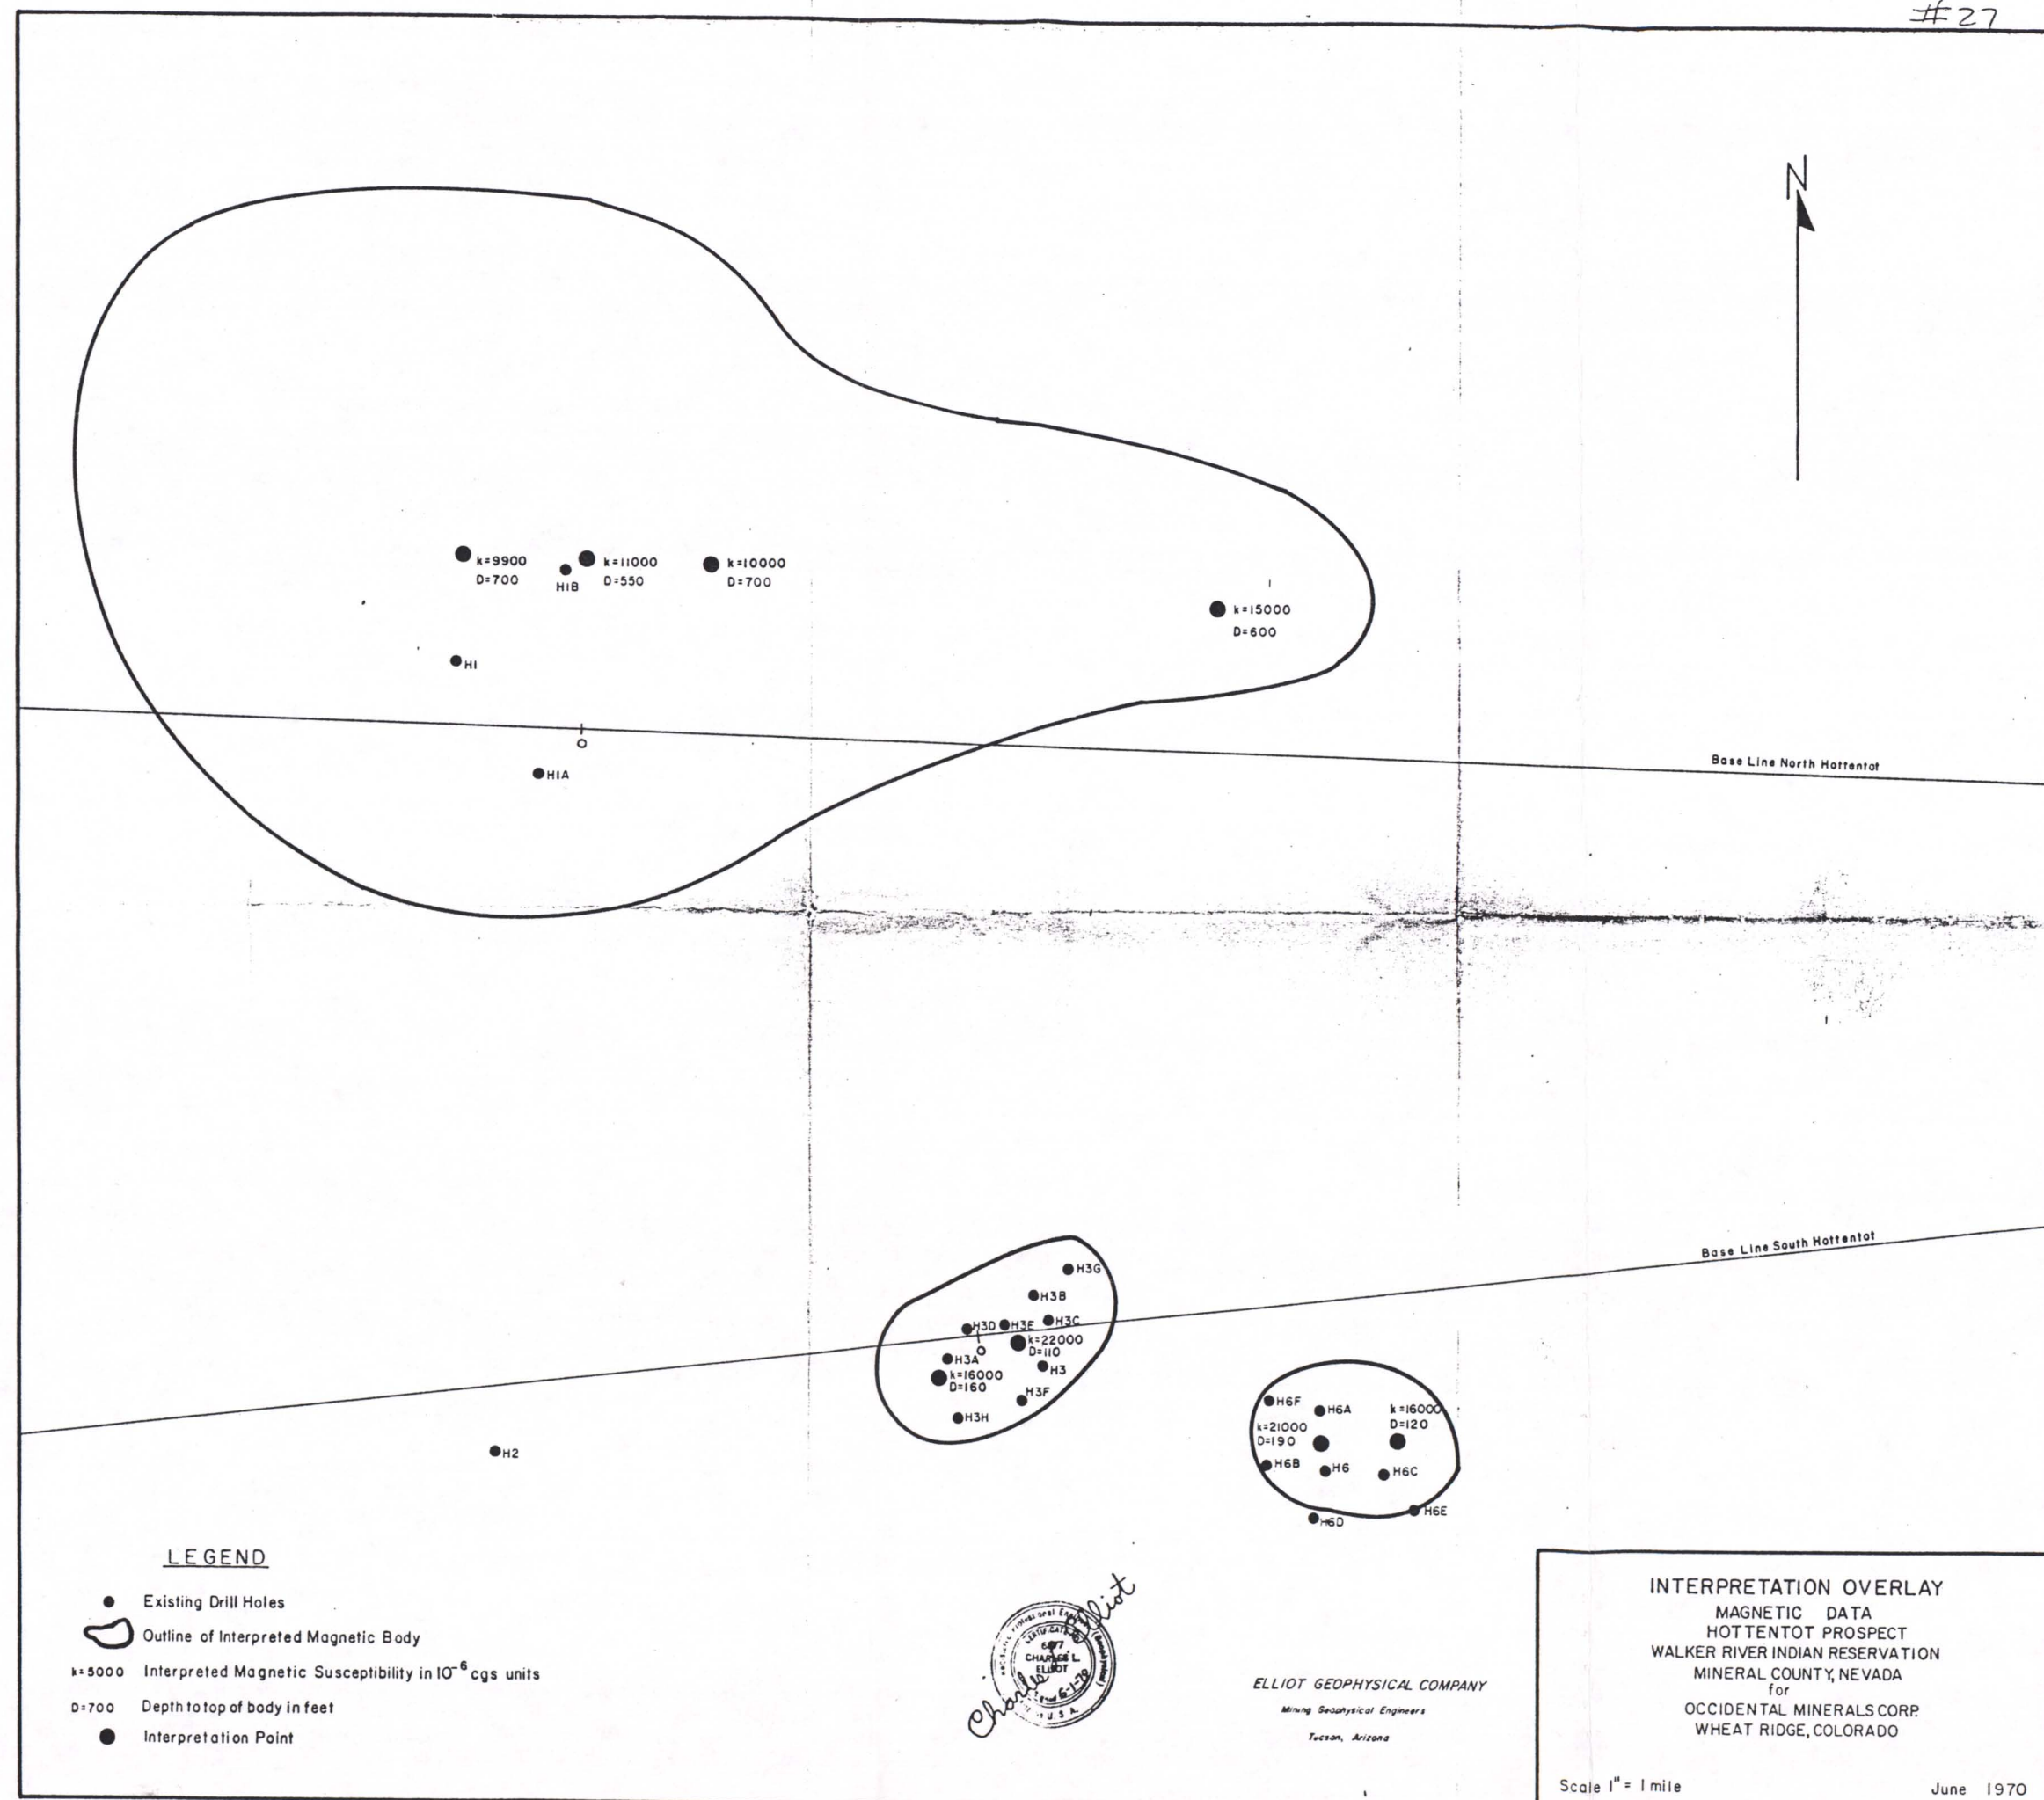 #27
N
k=9900
D=700
H1B
k=11000
D=550
k=10000
D=700
k=15000
D=600
H1
O
H1A
Base Line North Hottentot
Base Line South Hottentot
H3G
H3B
H3D
H3E
H3C
k=22000
D=110
O
H3A
H3
k=16000
D=160
H3F
H3H
H2
H6F
H6A
k=16000
D=120
k=21000
D=190
H6B
H6
H6C
H6E
H6D
LEGEND
Existing Drill Holes
Outline of Interpreted Magnetic Body
k=5000 Interpreted Magnetic Susceptibility in 10⁻⁶ cgs units
D=700 Depth to top of body in feet
Interpretation Point
CHARLES L.
ELLIOT
6-1-70
U.S.A.
Charles L. Elliot
ELLIOT GEOPHYSICAL COMPANY
Mining Geophysical Engineers
Tucson, Arizona
INTERPRETATION OVERLAY
MAGNETIC DATA
HOTTENTOT PROSPECT
WALKER RIVER INDIAN RESERVATION
MINERAL COUNTY, NEVADA
for
OCCIDENTAL MINERALS CORP.
WHEAT RIDGE, COLORADO
Scale 1" = 1 mile
June 1970